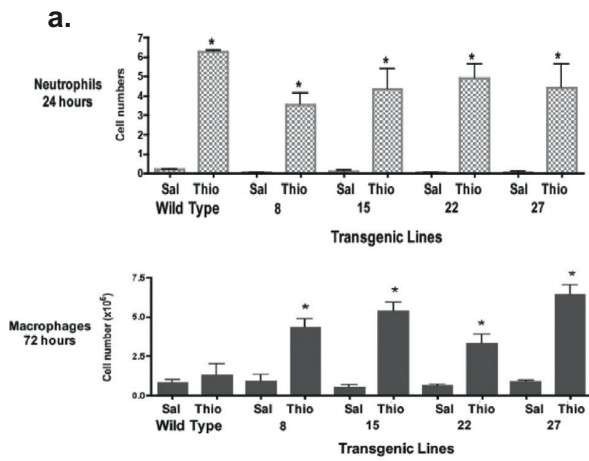 a.
Neutrophils
24 hours
Cell numbers
7
6
5
4
3
2
1
0
* * * * *
Sal Thio Sal Thio Sal Thio Sal Thio Sal Thio
Wild Type 8 15 22 27
Transgenic Lines
Macrophages
72 hours
Cell number (x10⁶)
7.5
5.0
2.5
0.0
* * * *
Sal Thio Sal Thio Sal Thio Sal Thio Sal Thio
Wild Type 8 15 22 27
Transgenic Lines